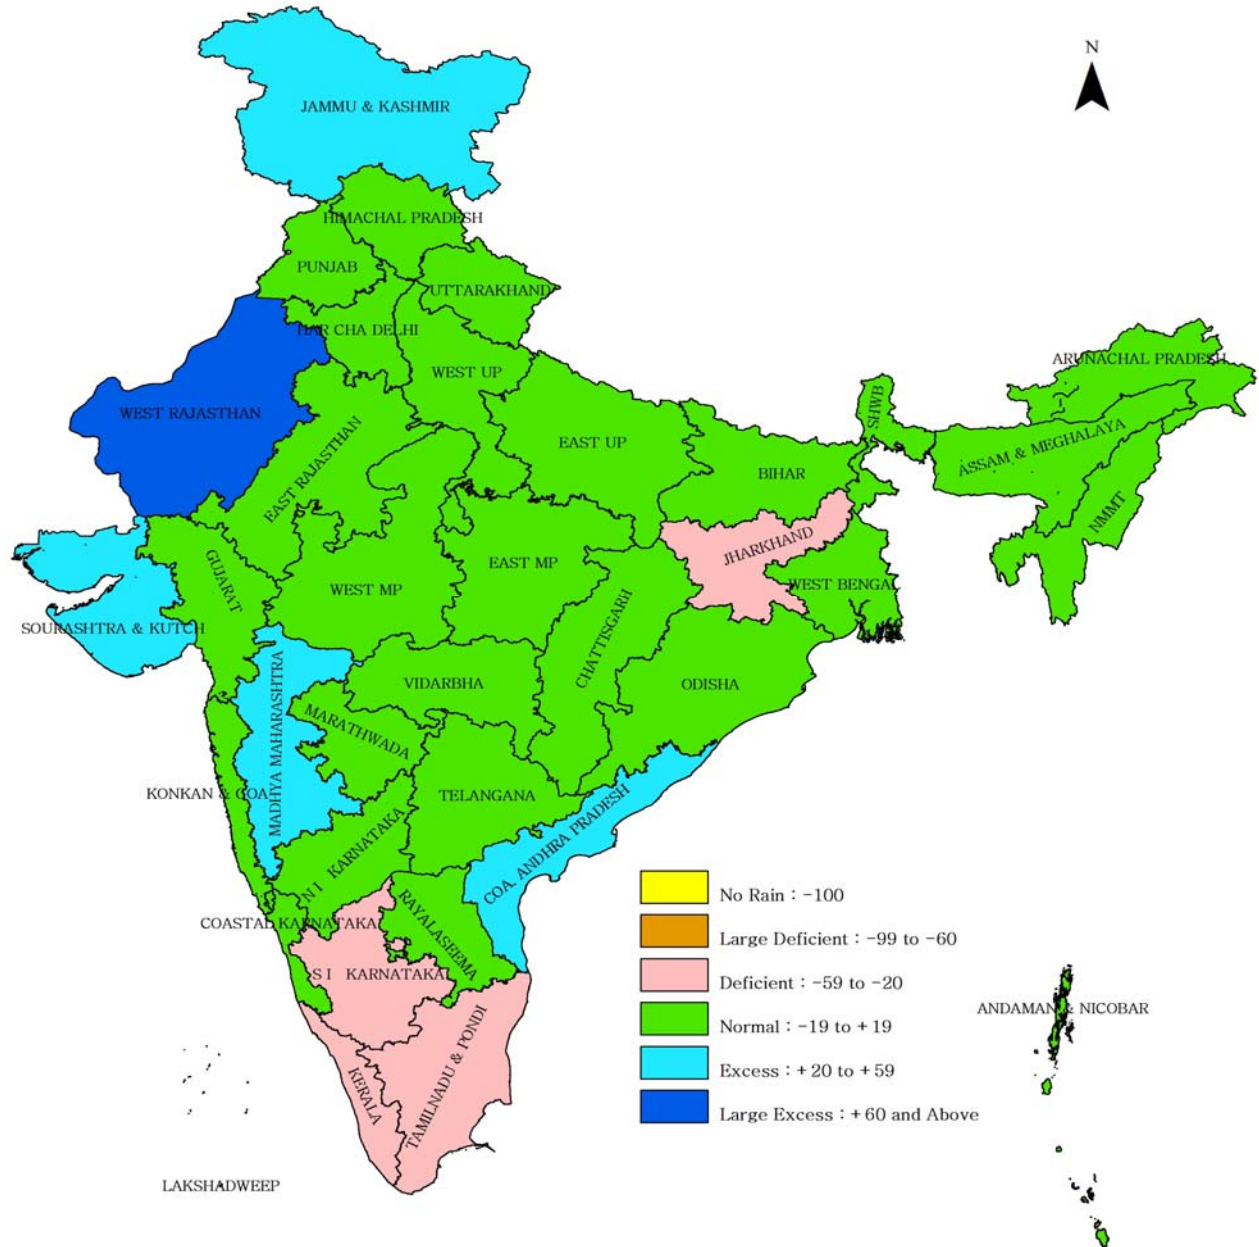 N
JAMMU & KASHMIR
HIMACHAL PRADESH
PUNJAB
UTTARAKHAND
HAR CHA DELHI
ARUNACHAL PRADESH
WEST UP
WEST RAJASTHAN
SHWB
EAST UP
ASSAM & MEGHALAYA
EAST RAJASTHAN
BIHAR
NMMT
JHARKHAND
EAST MP
GUJARAT
WEST MP
WEST BENGAL
SOURASHTRA & KUTCH
CHATTISGARH
VIDARBHA
ODISHA
MADHYA MAHARASHTRA
MARATHWADA
KONKAN & GOA
TELANGANA
COA. ANDHRA PRADESH
N I KARNATAKA
COASTAL KARNATAKA
RAYALASEEMA
S I KARNATAKA
No Rain : -100
Large Deficient : -99 to -60
Deficient : -59 to -20
Normal : -19 to +19
Excess : +20 to +59
Large Excess : +60 and Above
ANDAMAN & NICOBAR
KERALA
TAMILNADU & PONDI
LAKSHADWEEP